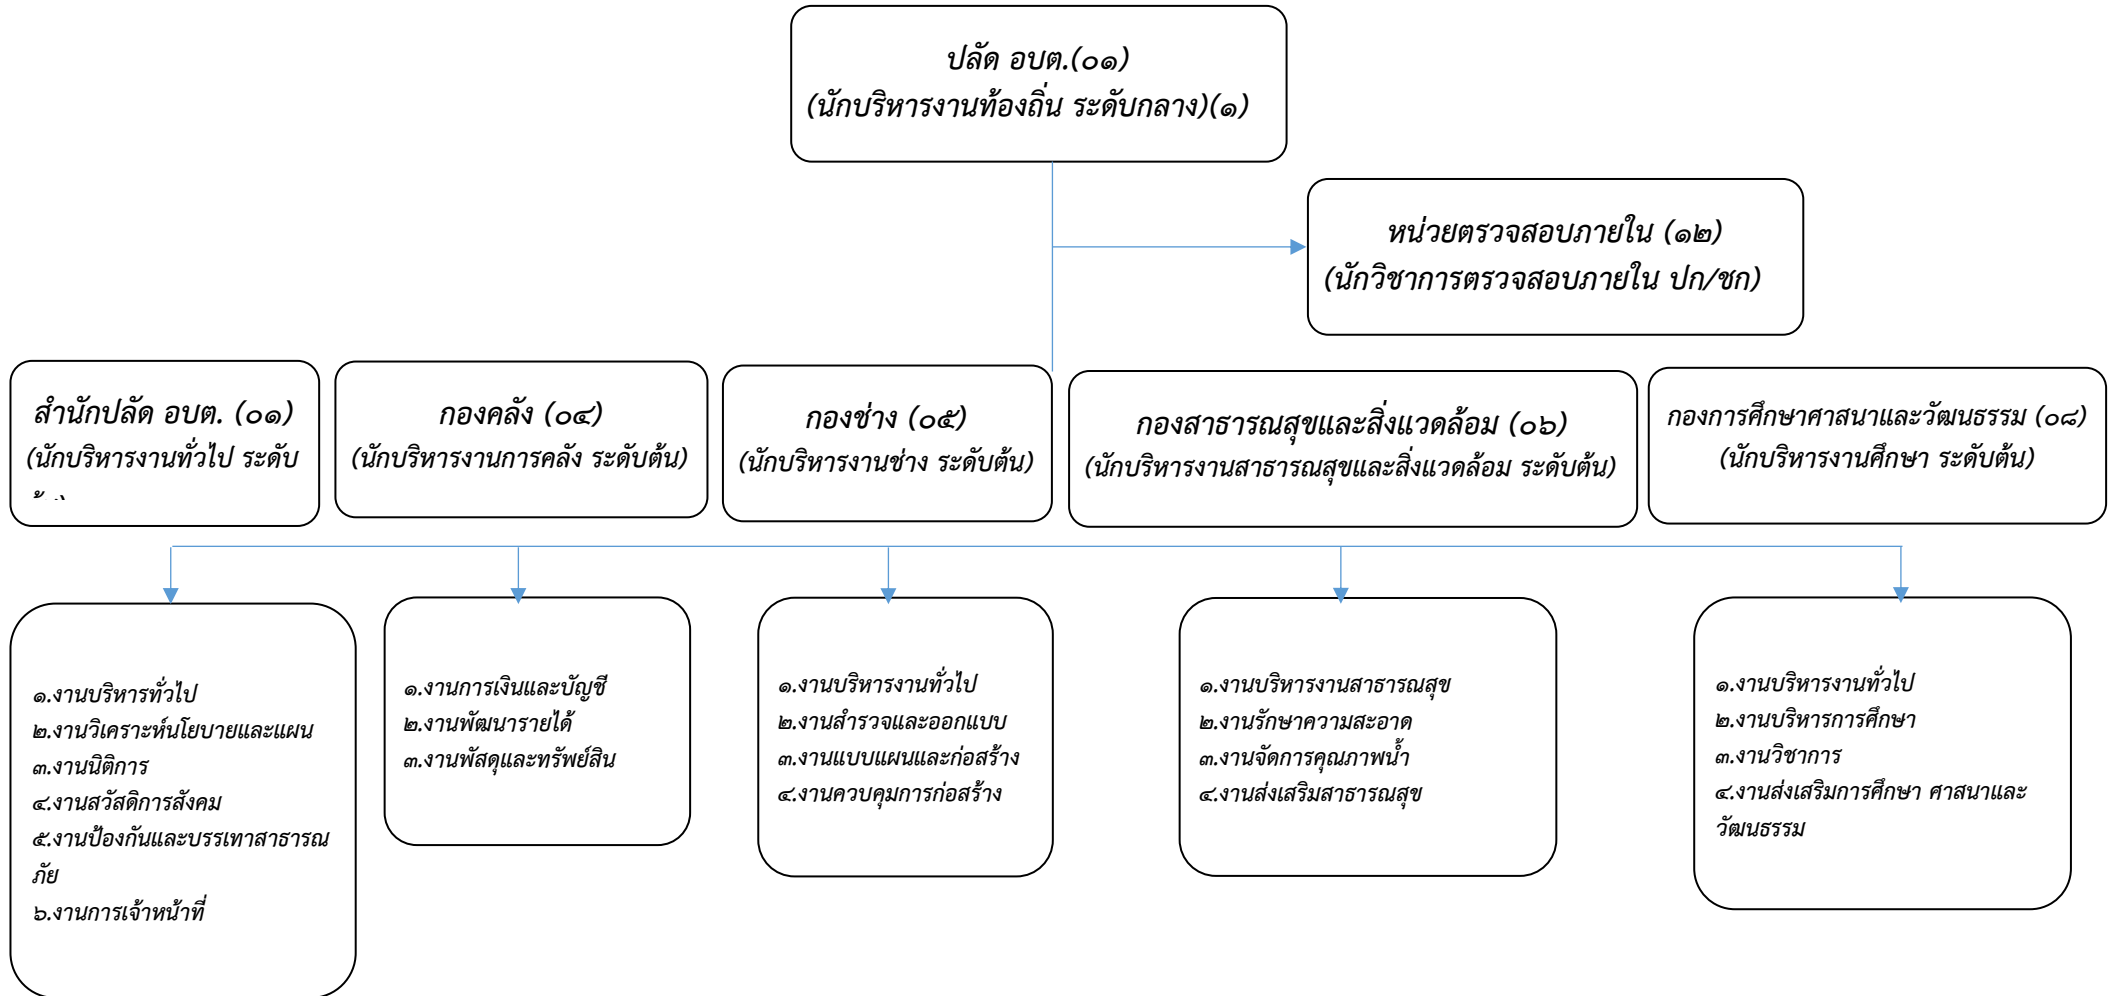 ปลัด อบต.(๐๑)
(นักบริหารงานท้องถิ่น ระดับกลาง)(๑)
หน่วยตรวจสอบภายใน (๑๒)
(นักวิชาการตรวจสอบภายใน ปก/ชก)
สำนักปลัด อบต. (๐๑)
(นักบริหารงานทั่วไป ระดับ
กองคลัง (๐๔)
(นักบริหารงานการคลัง ระดับต้น)
กองช่าง (๐๕)
(นักบริหารงานช่าง ระดับต้น)
กองสาธารณสุขและสิ่งแวดล้อม (๐๖)
(นักบริหารงานสาธารณสุขและสิ่งแวดล้อม ระดับต้น)
กองการศึกษาศาสนาและวัฒนธรรม (๐๘)
(นักบริหารงานศึกษา ระดับต้น)
๑.งานบริหารทั่วไป
๒.งานวิเคราะห์นโยบายและแผน
๓.งานนิติการ
๔.งานสวัสดิการสังคม
๕.งานป้องกันและบรรเทาสาธารณ
ภัย
๖.งานการเจ้าหน้าที่
๑.งานการเงินและบัญชี
๒.งานพัฒนารายได้
๓.งานพัสดุและทรัพย์สิน
๑.งานบริหารงานทั่วไป
๒.งานสำรวจและออกแบบ
๓.งานแบบแผนและก่อสร้าง
๔.งานควบคุมการก่อสร้าง
๑.งานบริหารงานสาธารณสุข
๒.งานรักษาความสะอาด
๓.งานจัดการคุณภาพน้ำ
๔.งานส่งเสริมสาธารณสุข
๑.งานบริหารงานทั่วไป
๒.งานบริหารการศึกษา
๓.งานวิชาการ
๔.งานส่งเสริมการศึกษา ศาสนาและ
วัฒนธรรม